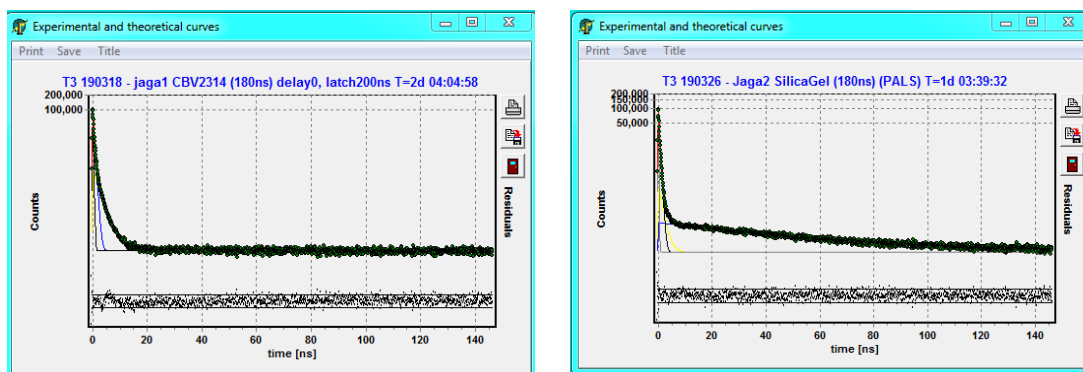 Experimental and theoretical curves
Print Save Title
T3 190318 - jaga1 CBV2314 (180ns) delay0, latch200ns T=2d 04:04:58
200,000
100,000
Counts
Residuals
0 20 40 60 80 100 120 140
time [ns]
Experimental and theoretical curves
Print Save Title
T3 190326 - Jaga2 SilicaGel (180ns) (PALS) T=1d 03:39:32
200,000
150,000
100,000
50,000
Counts
Residuals
0 20 40 60 80 100 120 140
time [ns]